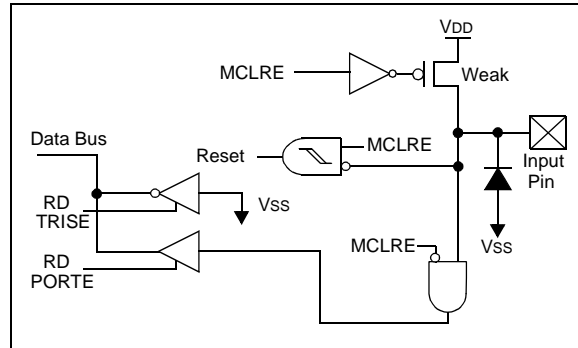 VDD
MCLRE
Weak
Data Bus
Reset
MCLRE
Input
Pin
RD
TRISE
VSS
VSS
MCLRE
RD
PORTE